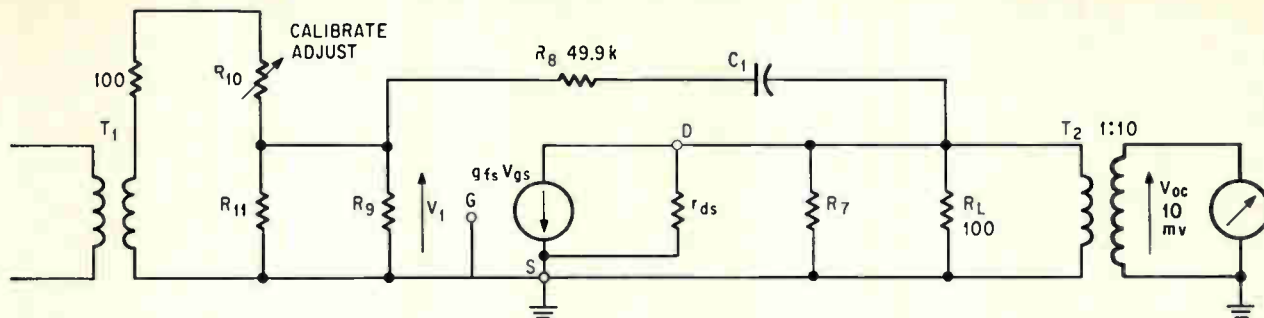 CALIBRATE
ADJUST
100
R10
R8 49.9 k
C1
T1
D
T2 1:10
gfs Vgs
R11
R9
V1
G
rds
R7
RL
100
Voc
10
mv
S